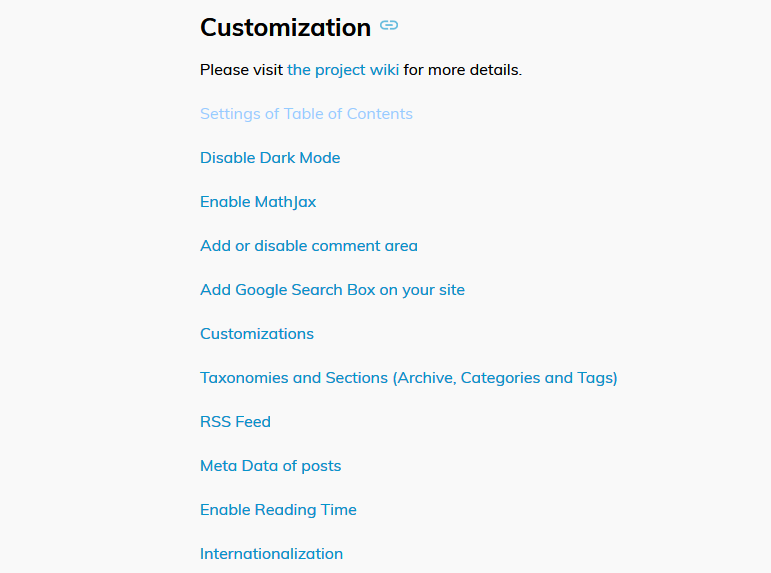 Customization
Please visit the project wiki for more details.
Settings of Table of Contents
Disable Dark Mode
Enable MathJax
Add or disable comment area
Add Google Search Box on your site
Customizations
Taxonomies and Sections (Archive, Categories and Tags)
RSS Feed
Meta Data of posts
Enable Reading Time
Internationalization